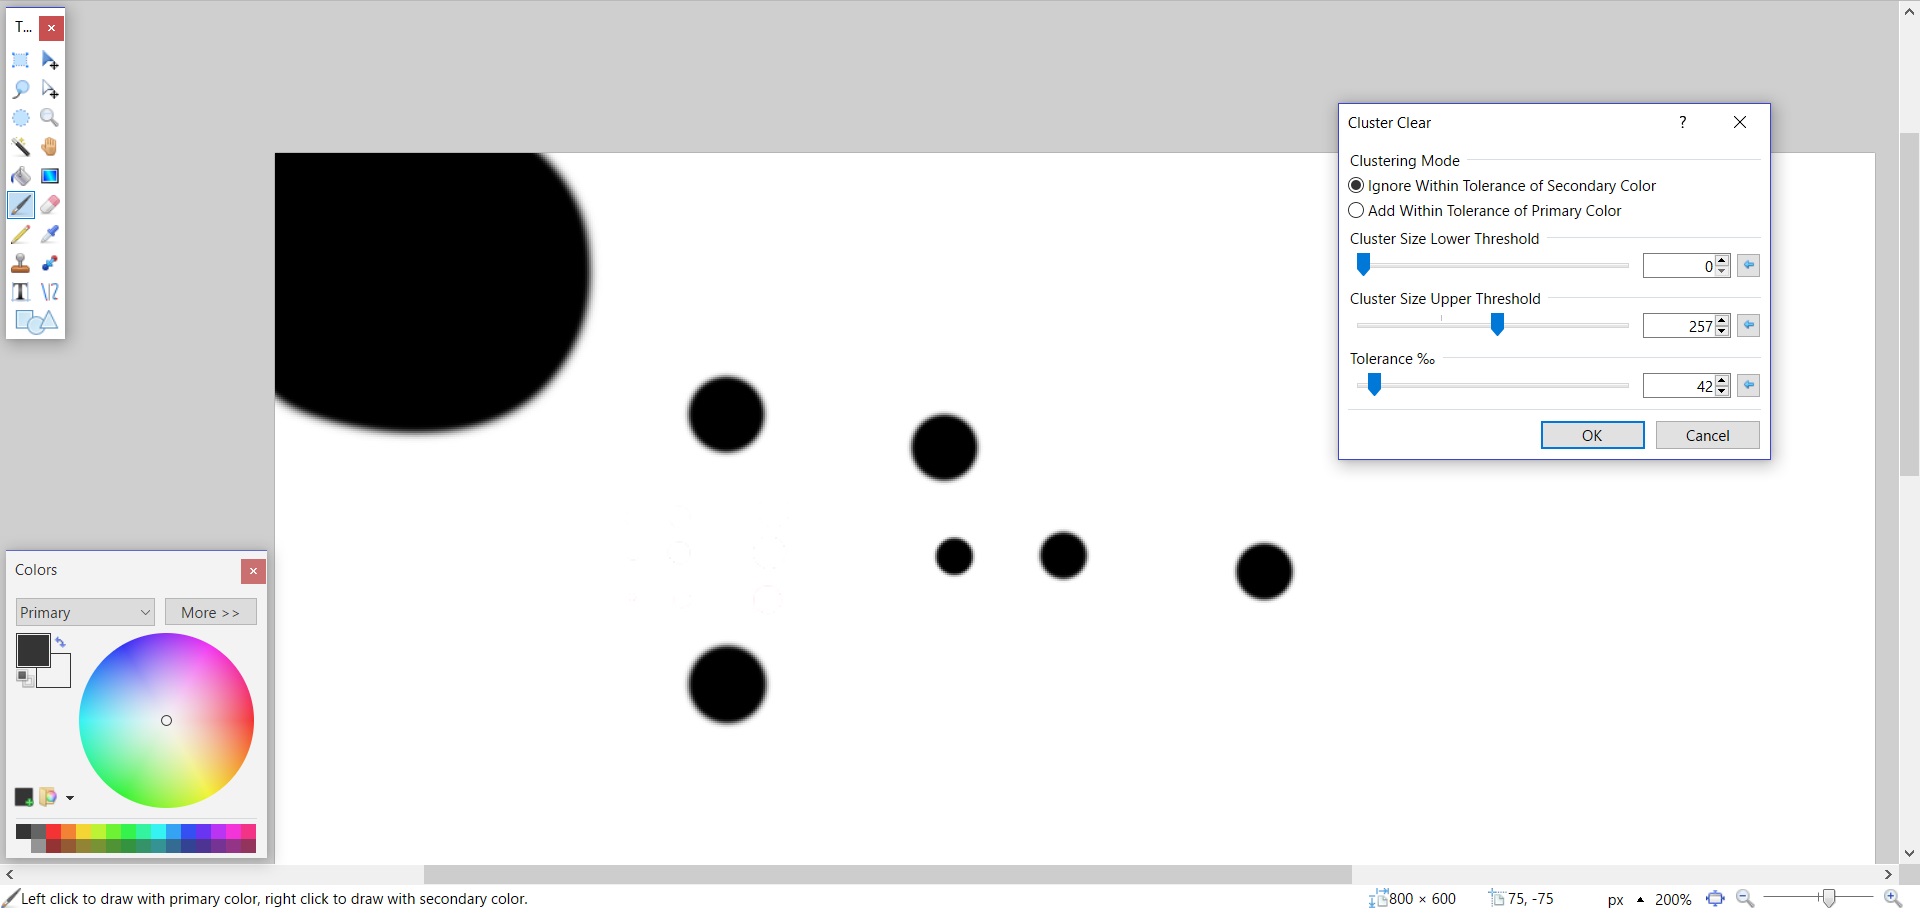 T...
Cluster Clear
?
Clustering Mode
Ignore Within Tolerance of Secondary Color
Add Within Tolerance of Primary Color
Cluster Size Lower Threshold
0
Cluster Size Upper Threshold
257
Tolerance ‰
42
OK
Cancel
Colors
Primary
More >>
Left click to draw with primary color, right click to draw with secondary color.
800 × 600
75, -75
px
200%